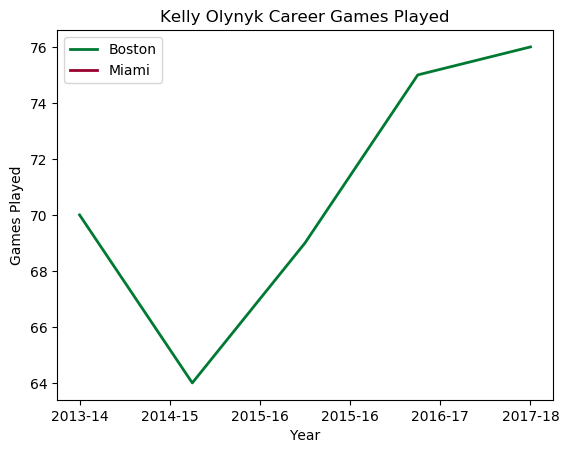 Kelly Olynyk Career Games Played
Boston
Miami
76
74
72
70
68
66
64
Games Played
2013-14 2014-15 2015-16 2015-16 2016-17 2017-18
Year